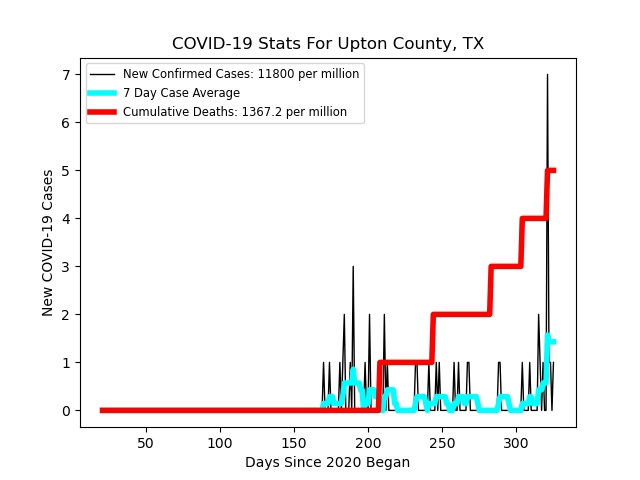 COVID-19 Stats For Upton County, TX
New Confirmed Cases: 11800 per million
7 Day Case Average
Cumulative Deaths: 1367.2 per million
New COVID-19 Cases
7
6
5
4
3
2
1
0
50 100 150 200 250 300
Days Since 2020 Began